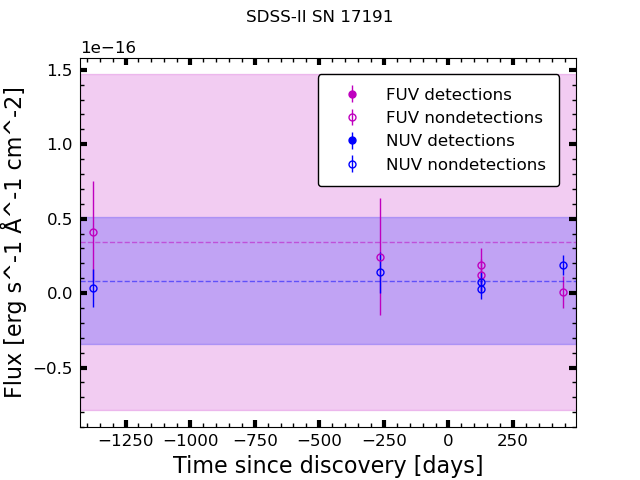 SDSS-II SN 17191
1e−16
1.5
1.0
0.5
0.0
−0.5
Flux [erg s^-1 Å^-1 cm^-2]
FUV detections
FUV nondetections
NUV detections
NUV nondetections
−1250 −1000 −750 −500 −250 0 250
Time since discovery [days]